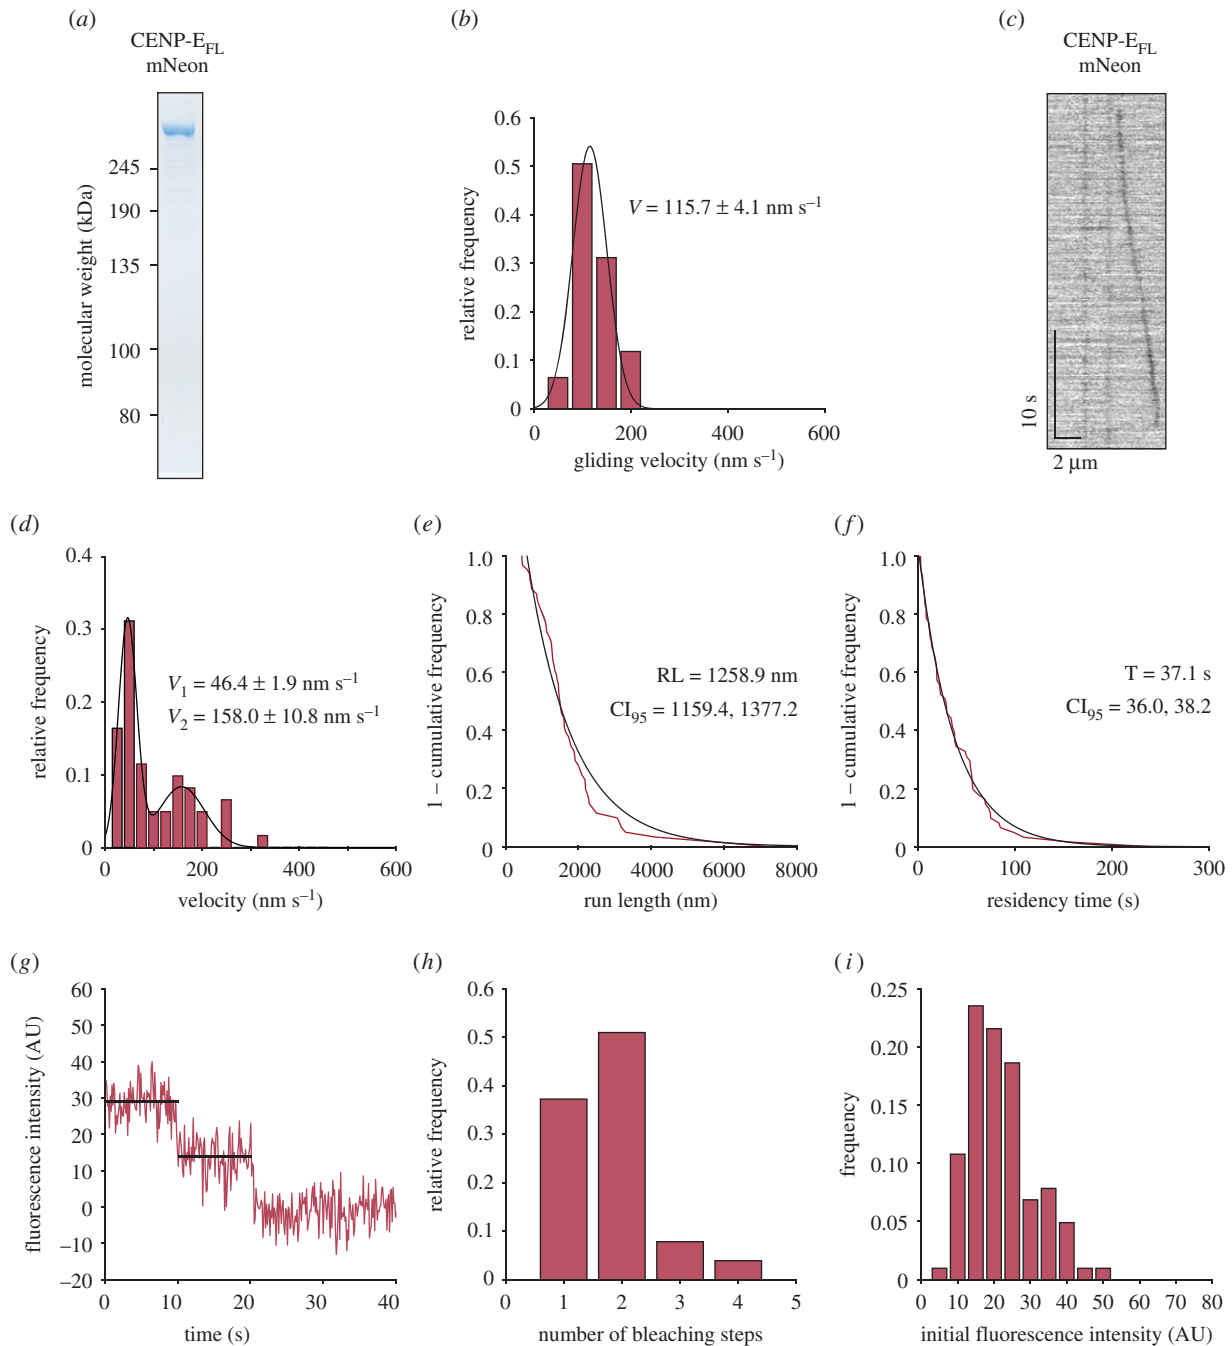 (a)
CENP-E_FL
mNeon
molecular weight (kDa)
245
190
135
100
80
(b)
relative frequency
0.6
0.5
0.4
0.3
0.2
0.1
0
V = 115.7 ± 4.1 nm s⁻¹
0 200 400 600
gliding velocity (nm s⁻¹)
(c)
CENP-E_FL
mNeon
10 s
2 µm
(d)
relative frequency
0.4
0.3
0.2
0.1
0
V₁ = 46.4 ± 1.9 nm s⁻¹
V₂ = 158.0 ± 10.8 nm s⁻¹
0 200 400 600
velocity (nm s⁻¹)
(e)
1 – cumulative frequency
1.0
0.8
0.6
0.4
0.2
0
RL = 1258.9 nm
CI₉₅ = 1159.4, 1377.2
0 2000 4000 6000 8000
run length (nm)
(f)
1 – cumulative frequency
1.0
0.8
0.6
0.4
0.2
0
T = 37.1 s
CI₉₅ = 36.0, 38.2
0 100 200 300
residency time (s)
(g)
fluorescence intensity (AU)
60
50
40
30
20
10
0
–10
–20
0 10 20 30 40
time (s)
(h)
relative frequency
0.6
0.5
0.4
0.3
0.2
0.1
0
0 1 2 3 4 5
number of bleaching steps
(i)
frequency
0.25
0.20
0.15
0.10
0.05
0
0 10 20 30 40 50 60 70 80
initial fluorescence intensity (AU)